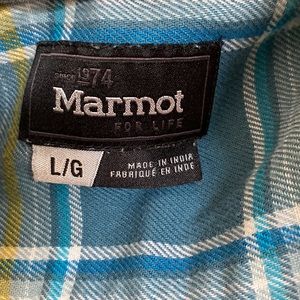 SINCE 1974
Marmot
FOR LIFE
L/G
MADE IN INDIA
FABRIQUÉ EN INDE